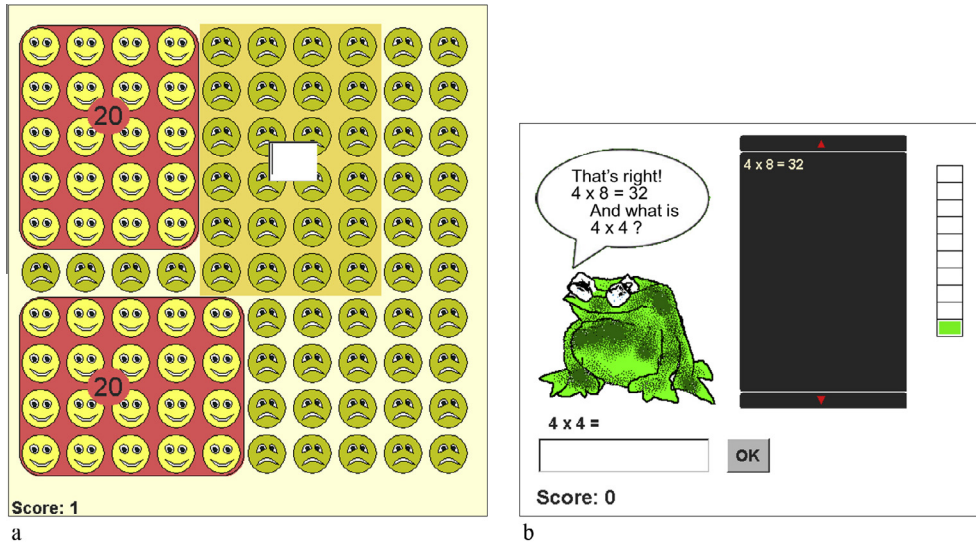 20
20
Score: 1
a
That's right!
4 x 8 = 32
And what is
4 x 4 ?
4 x 8 = 32
4 x 4 =
OK
Score: 0
b